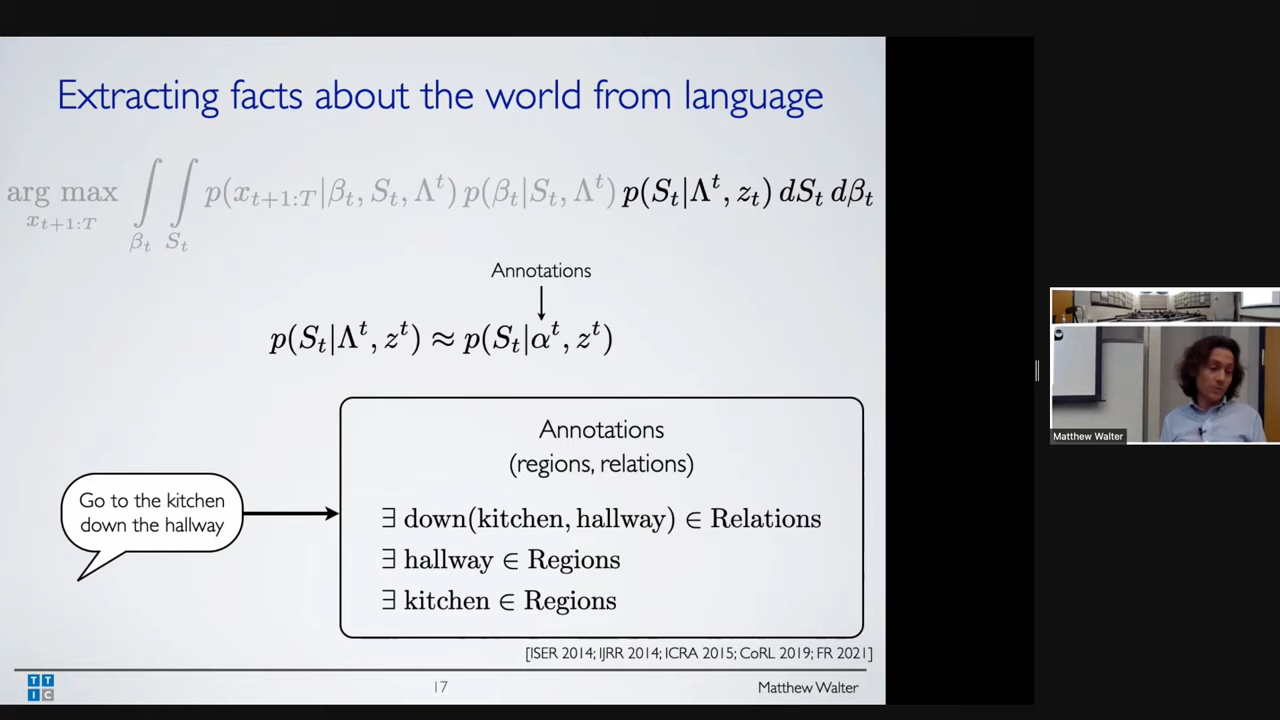 Extracting facts about the world from language
arg max_{x_{t+1:T}} ∫_{β_t} ∫_{S_t} p(x_{t+1:T}|β_t, S_t, Λ^t) p(β_t|S_t, Λ^t) p(S_t|Λ^t, z_t) dS_t dβ_t
Annotations
p(S_t|Λ^t, z^t) ≈ p(S_t|α^t, z^t)
Annotations
(regions, relations)
Go to the kitchen
down the hallway
∃ down(kitchen, hallway) ∈ Relations
∃ hallway ∈ Regions
∃ kitchen ∈ Regions
[ISER 2014; IJRR 2014; ICRA 2015; CoRL 2019; FR 2021]
TT
IC
17
Matthew Walter
Matthew Walter